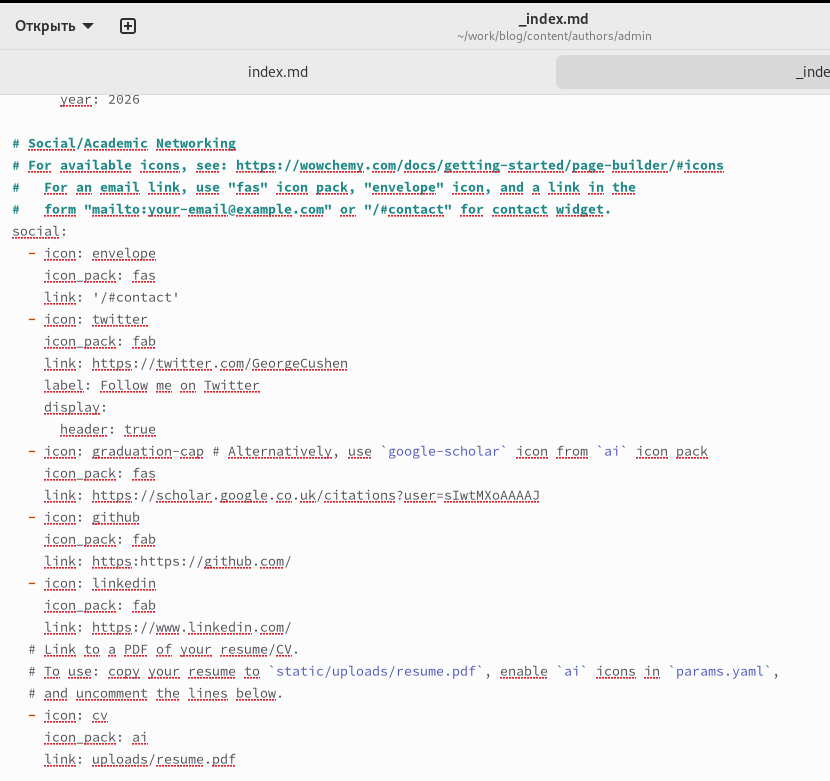 Открыть
_index.md
~/work/blog/content/authors/admin
index.md
_inde
year: 2026
# Social/Academic Networking
# For available icons, see: https://wowchemy.com/docs/getting-started/page-builder/#icons
#   For an email link, use "fas" icon pack, "envelope" icon, and a link in the
#   form "mailto:your-email@example.com" or "/#contact" for contact widget.
social:
  - icon: envelope
    icon_pack: fas
    link: '/#contact'
  - icon: twitter
    icon_pack: fab
    link: https://twitter.com/GeorgeCushen
    label: Follow me on Twitter
    display:
      header: true
  - icon: graduation-cap # Alternatively, use `google-scholar` icon from `ai` icon pack
    icon_pack: fas
    link: https://scholar.google.co.uk/citations?user=sIwtMXoAAAAJ
  - icon: github
    icon_pack: fab
    link: https:https://github.com/
  - icon: linkedin
    icon_pack: fab
    link: https://www.linkedin.com/
  # Link to a PDF of your resume/CV.
  # To use: copy your resume to `static/uploads/resume.pdf`, enable `ai` icons in `params.yaml`,
  # and uncomment the lines below.
  - icon: cv
    icon_pack: ai
    link: uploads/resume.pdf